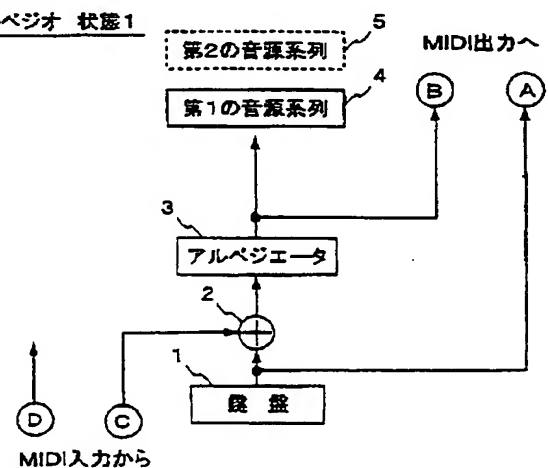 ペジオ 状態1
5
第2の音源系列
MIDI出力へ
4
第1の音源系列
B
A
3
アルペジエータ
2
1
鍵 盤
D
C
MIDI入力から